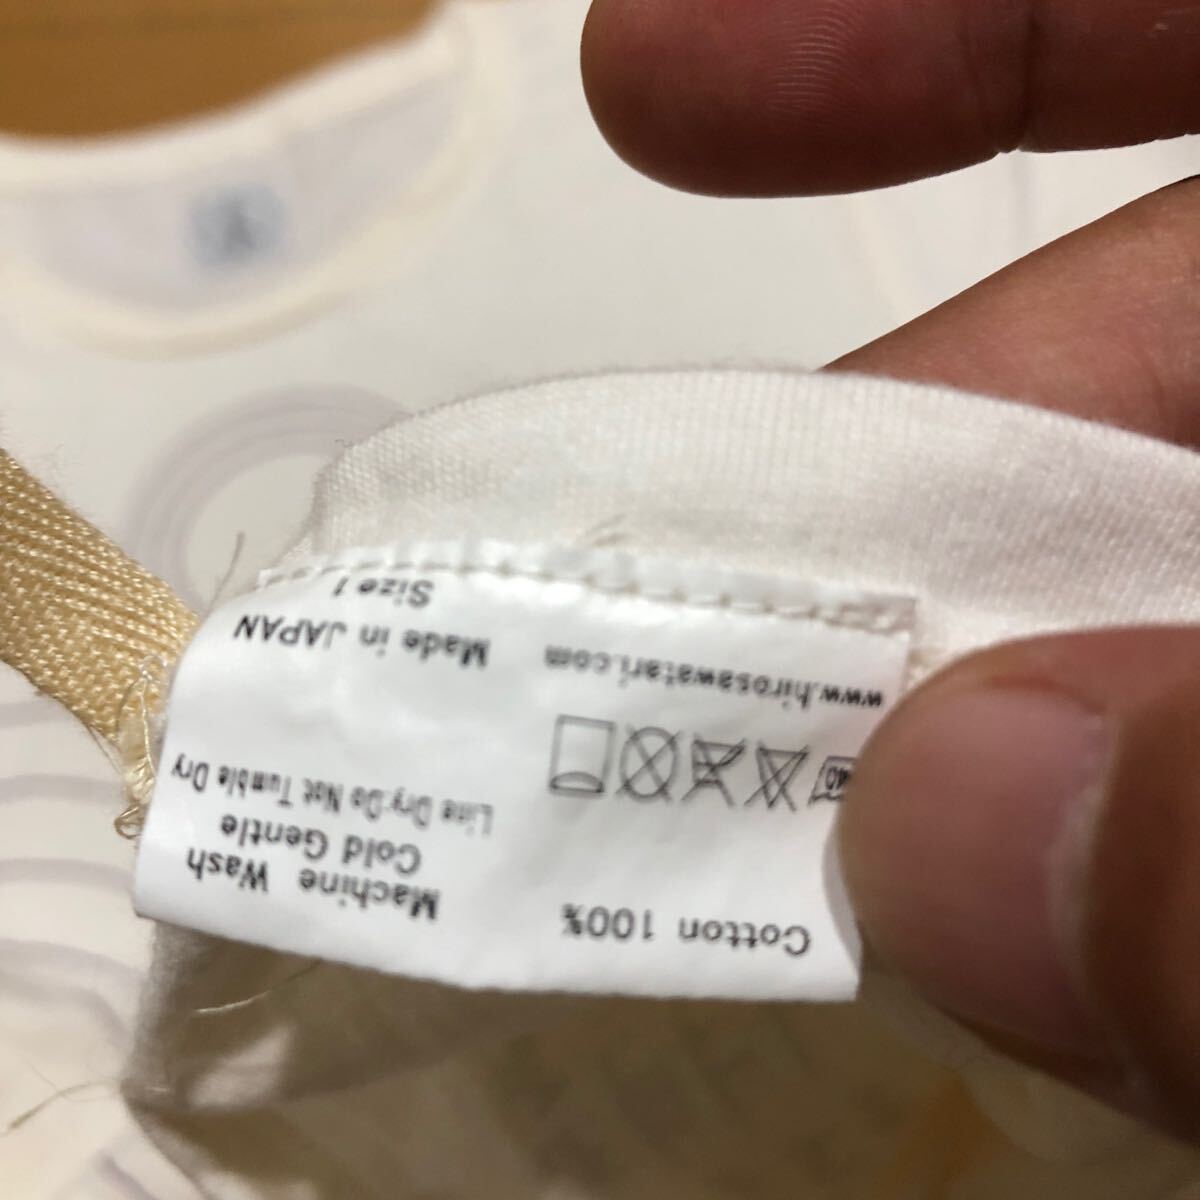 Cotton 100%
40
www.hirosawatari.com
Machine Wash
Cold Gentle
Line Dry.Do Not Tumble Dry
Made in JAPAN
Size 1